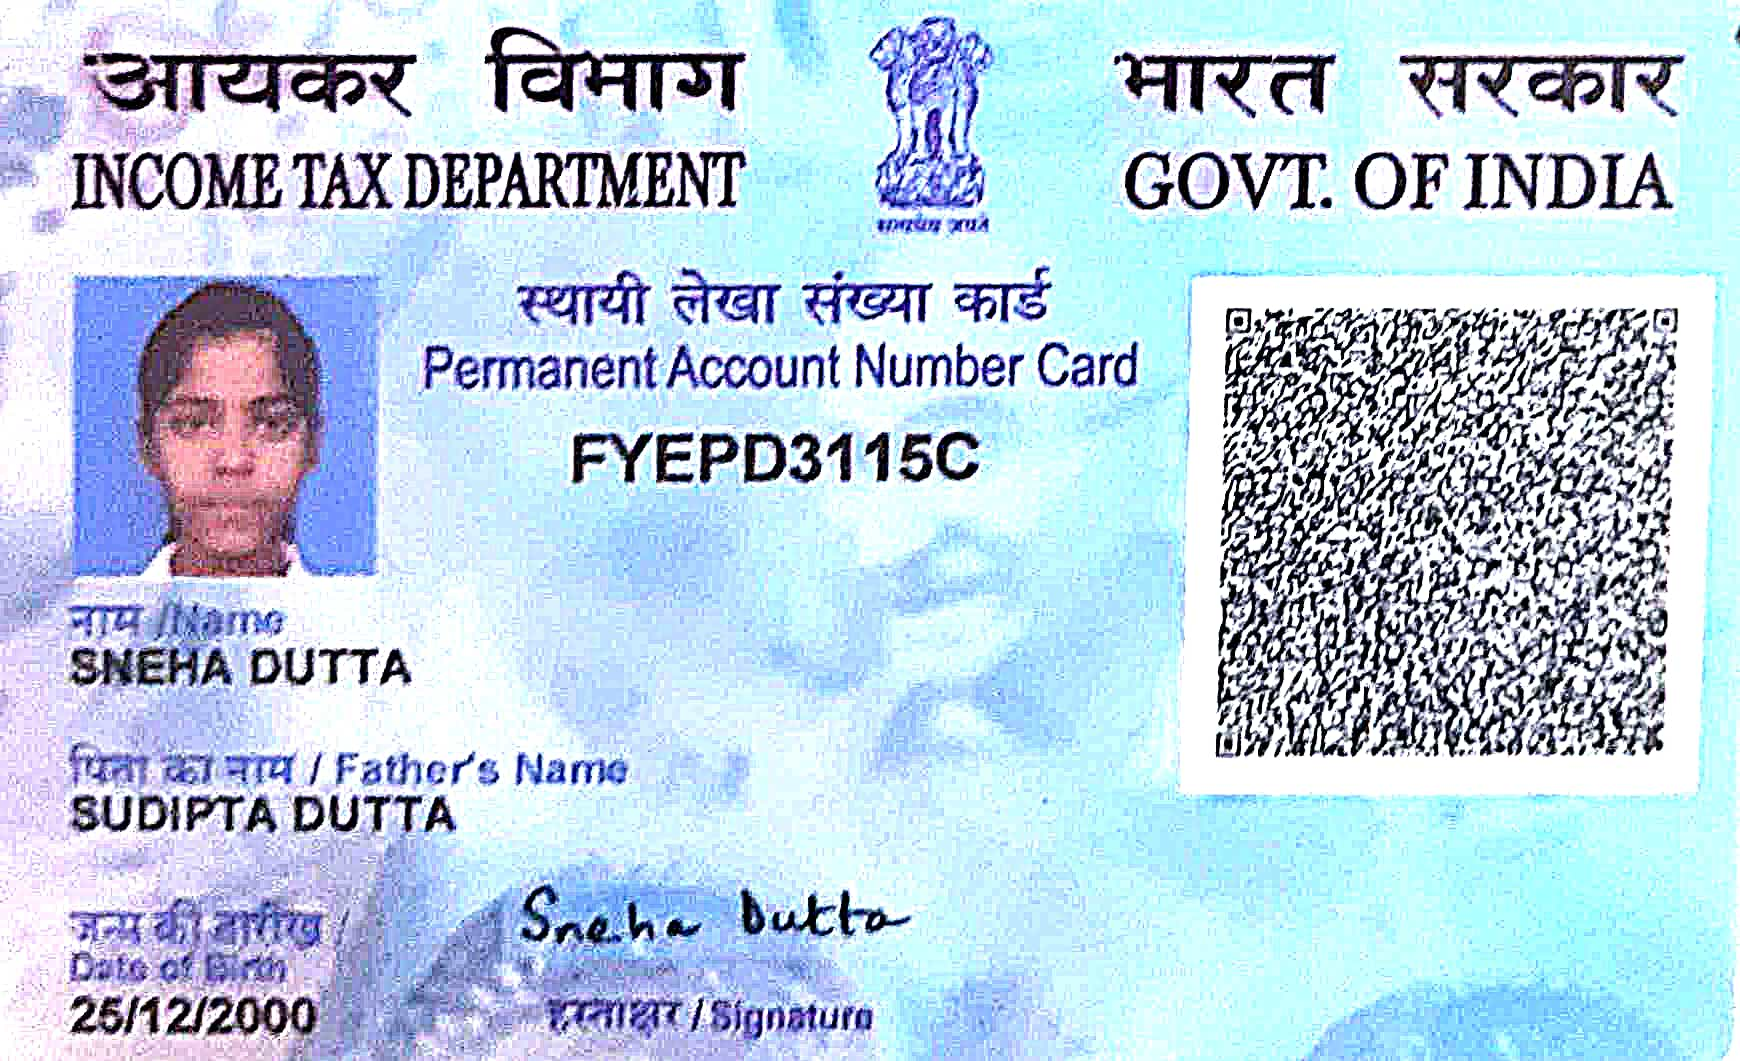 आयकर विभाग
INCOME TAX DEPARTMENT
भारत सरकार
GOVT. OF INDIA
सत्यमेव जयते
स्थायी लेखा संख्या कार्ड
Permanent Account Number Card
FYEPD3115C
नाम /Name
SNEHA DUTTA
पिता का नाम / Father's Name
SUDIPTA DUTTA
जन्म की तारीख /
Date of Birth
25/12/2000
Sneha Dutta
हस्ताक्षर / Signature